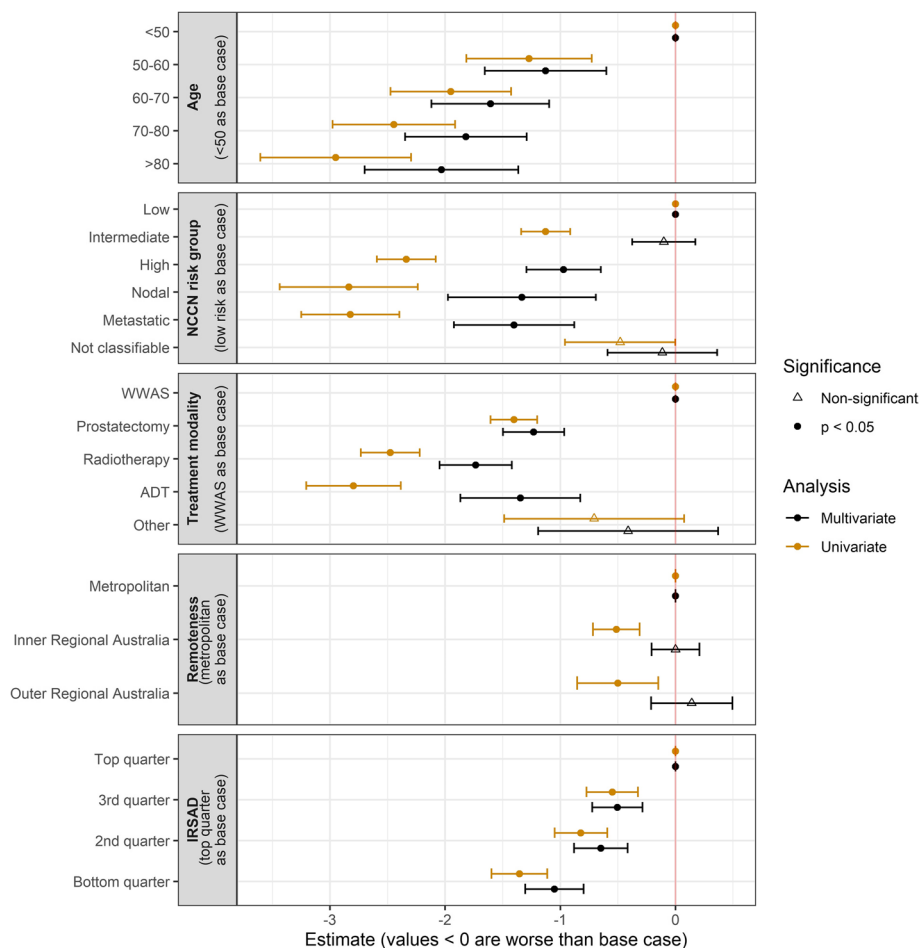 <50
50-60
60-70
70-80
>80
Age
(<50 as base case)
Low
Intermediate
High
Nodal
Metastatic
Not classifiable
NCCN risk group
(low risk as base case)
WWAS
Prostatectomy
Radiotherapy
ADT
Other
Treatment modality
(WWAS as base case)
Metropolitan
Inner Regional Australia
Outer Regional Australia
Remoteness
(metropolitan
as base case)
Top quarter
3rd quarter
2nd quarter
Bottom quarter
IRSAD
(top quarter
as base case)
-3 -2 -1 0
Estimate (values < 0 are worse than base case)
Significance
Non-significant
p < 0.05
Analysis
Multivariate
Univariate